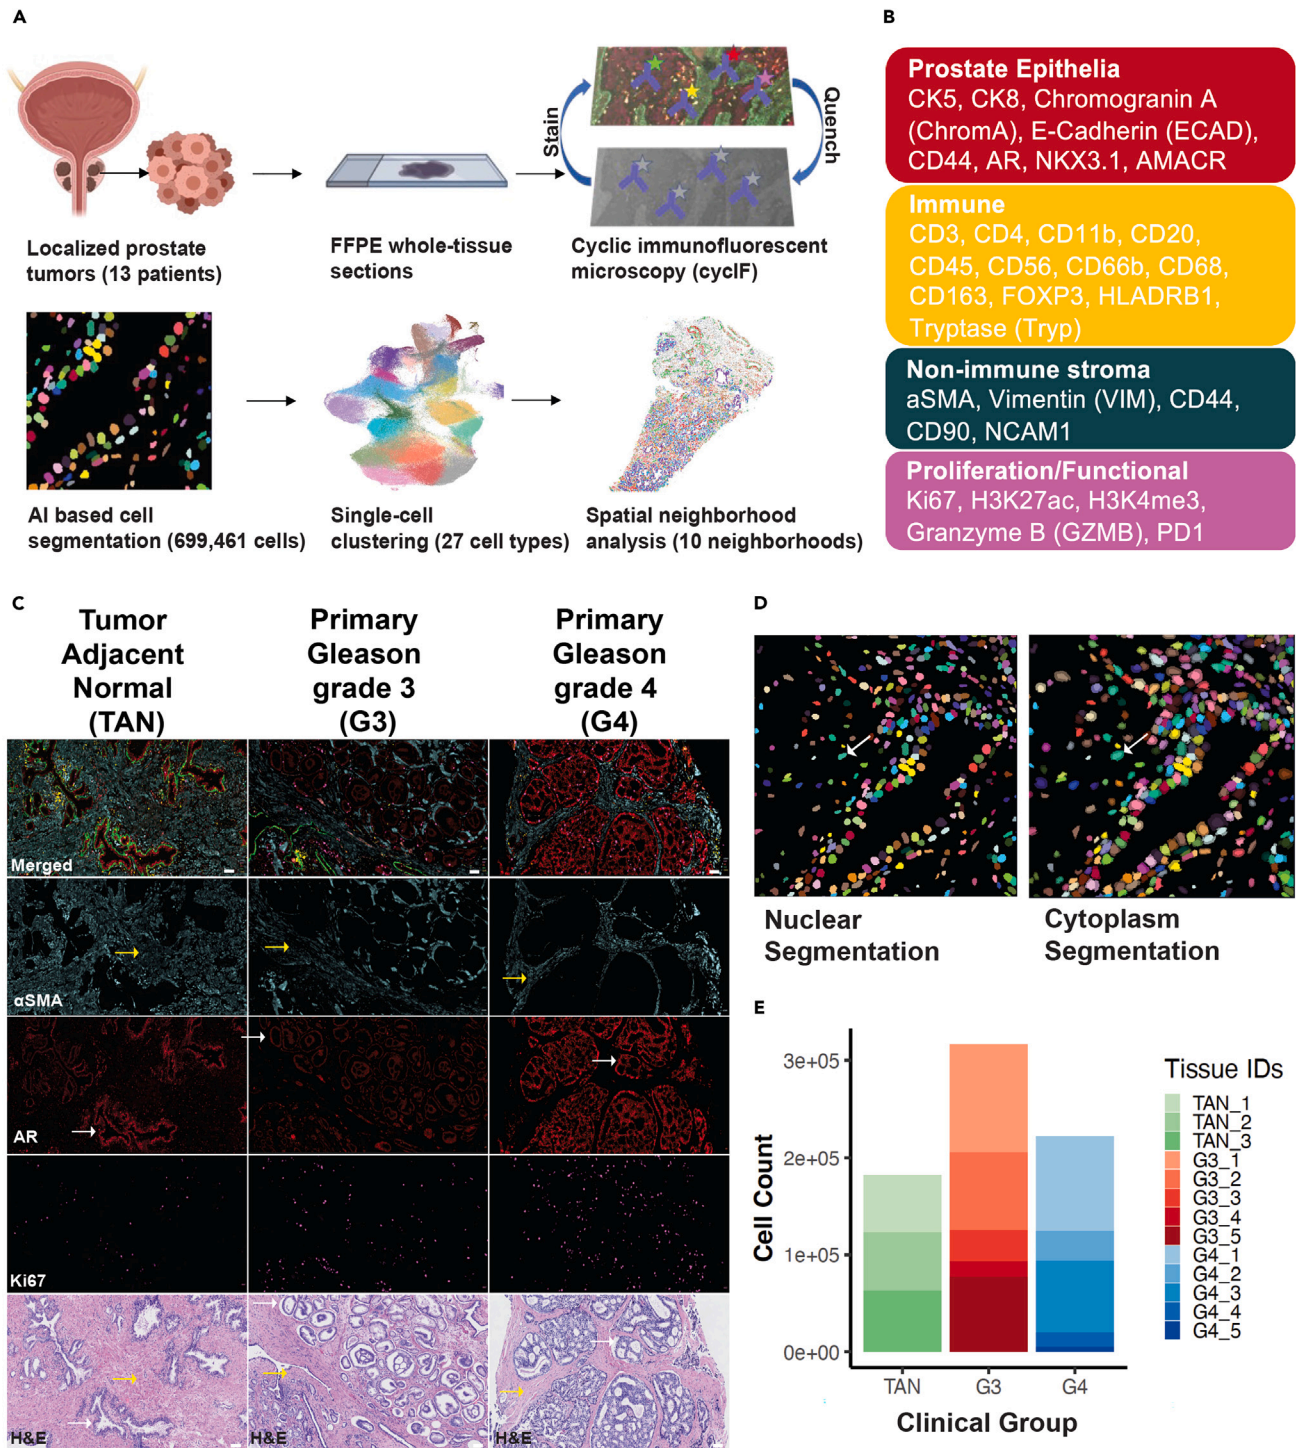 A
Stain
Quench
Localized prostate
tumors (13 patients)
FFPE whole-tissue
sections
Cyclic immunofluorescent
microscopy (cycIF)
AI based cell
segmentation (699,461 cells)
Single-cell
clustering (27 cell types)
Spatial neighborhood
analysis (10 neighborhoods)
B
Prostate Epithelia
CK5, CK8, Chromogranin A
(ChromA), E-Cadherin (ECAD),
CD44, AR, NKX3.1, AMACR
Immune
CD3, CD4, CD11b, CD20,
CD45, CD56, CD66b, CD68,
CD163, FOXP3, HLADRB1,
Tryptase (Tryp)
Non-immune stroma
aSMA, Vimentin (VIM), CD44,
CD90, NCAM1
Proliferation/Functional
Ki67, H3K27ac, H3K4me3,
Granzyme B (GZMB), PD1
C
Tumor
Adjacent
Normal
(TAN)
Primary
Gleason
grade 3
(G3)
Primary
Gleason
grade 4
(G4)
Merged
αSMA
AR
Ki67
H&E
H&E
H&E
D
Nuclear
Segmentation
Cytoplasm
Segmentation
E
Cell Count
3e+05
2e+05
1e+05
0e+00
TAN
G3
G4
Clinical Group
Tissue IDs
TAN_1
TAN_2
TAN_3
G3_1
G3_2
G3_3
G3_4
G3_5
G4_1
G4_2
G4_3
G4_4
G4_5